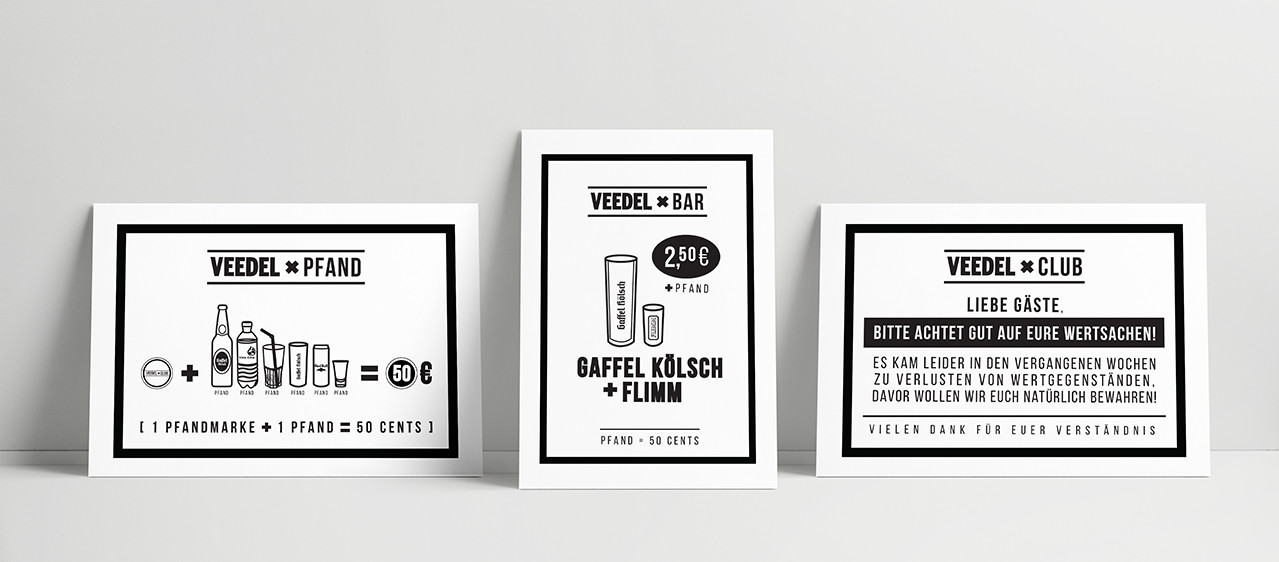 VEEDEL × PFAND
PFAND PFAND PFAND PFAND PFAND PFAND
50 €
[ 1 PFANDMARKE + 1 PFAND = 50 CENTS ]
VEEDEL × BAR
2,50 €
+ PFAND
Gaffel Kölsch
GAFFEL KÖLSCH
+ FLIMM
PFAND = 50 CENTS
VEEDEL × CLUB
LIEBE GÄSTE,
BITTE ACHTET GUT AUF EURE WERTSACHEN!
ES KAM LEIDER IN DEN VERGANGENEN WOCHEN
ZU VERLUSTEN VON WERTGEGENSTÄNDEN,
DAVOR WOLLEN WIR EUCH NATÜRLICH BEWAHREN!
VIELEN DANK FÜR EUER VERSTÄNDNIS